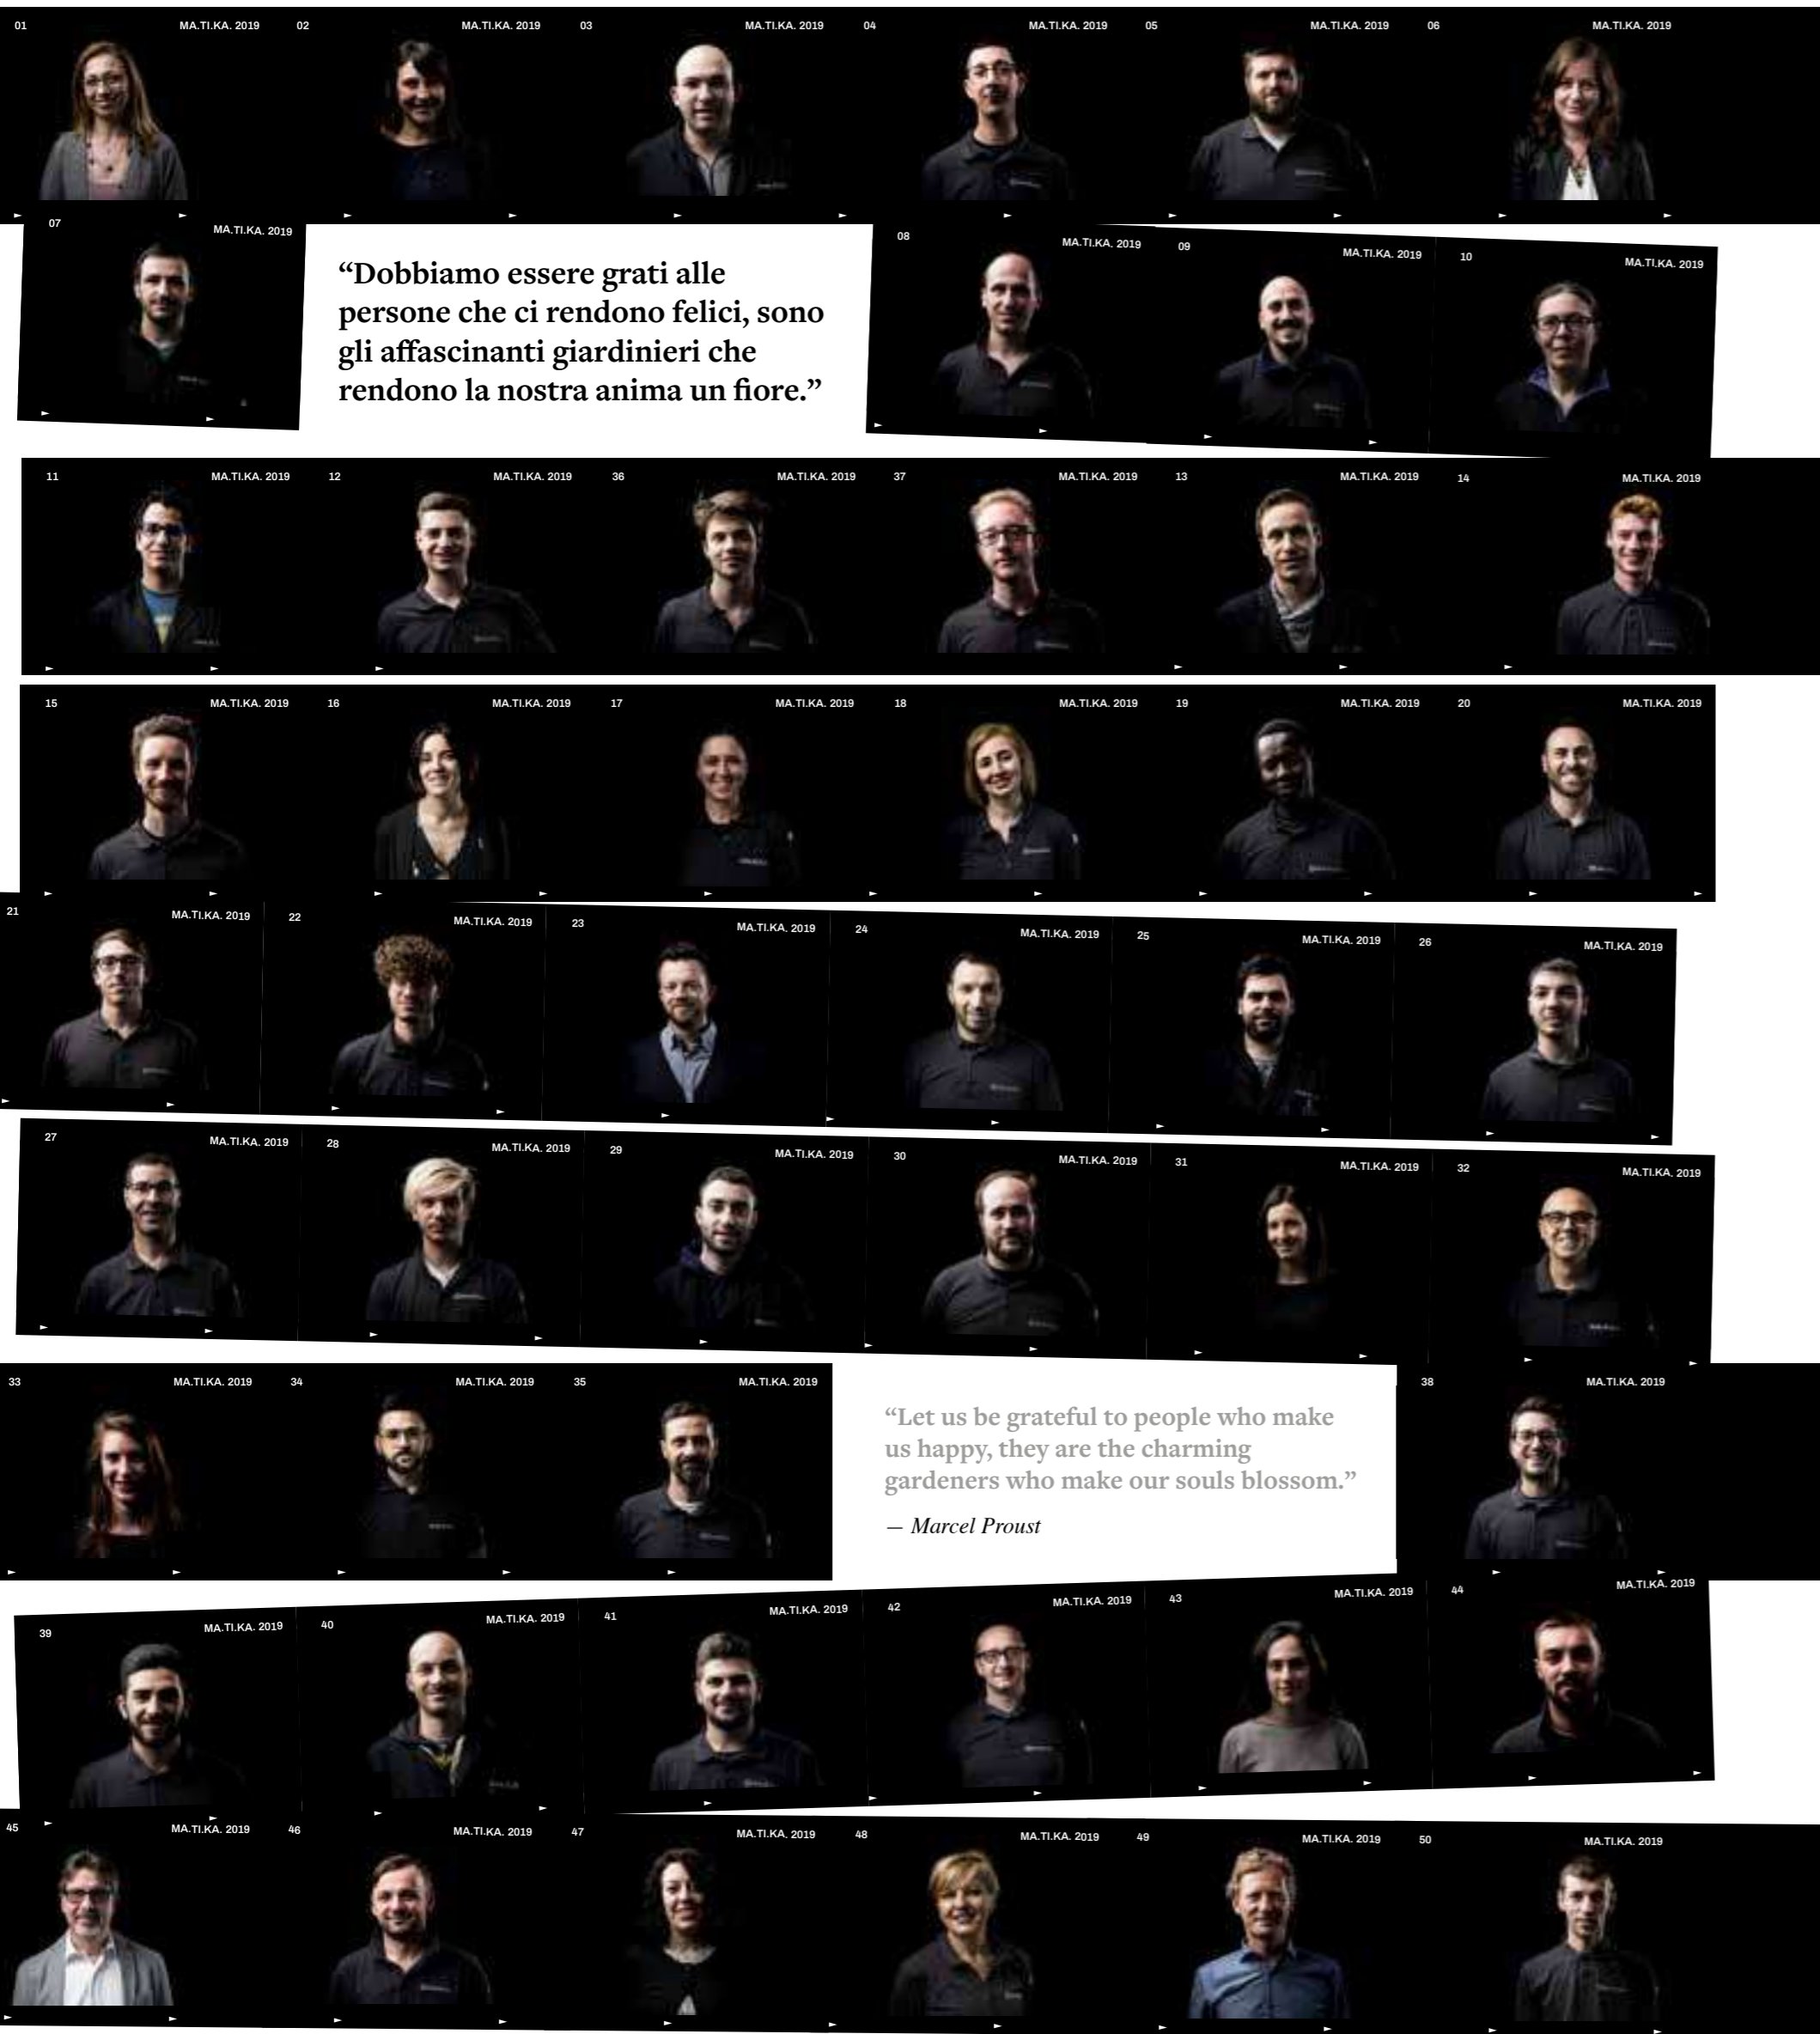 01 MA.TI.KA. 2019 02 MA.TI.KA. 2019 03 MA.TI.KA. 2019 04 MA.TI.KA. 2019 05 MA.TI.KA. 2019 06 MA.TI.KA. 2019
07 MA.TI.KA. 2019
“Dobbiamo essere grati alle
persone che ci rendono felici, sono
gli affascinanti giardinieri che
rendono la nostra anima un fiore.”
08 MA.TI.KA. 2019 09 MA.TI.KA. 2019 10 MA.TI.KA. 2019
11 MA.TI.KA. 2019 12 MA.TI.KA. 2019 36 MA.TI.KA. 2019 37 MA.TI.KA. 2019 13 MA.TI.KA. 2019 14 MA.TI.KA. 2019
15 MA.TI.KA. 2019 16 MA.TI.KA. 2019 17 MA.TI.KA. 2019 18 MA.TI.KA. 2019 19 MA.TI.KA. 2019 20 MA.TI.KA. 2019
21 MA.TI.KA. 2019 22 MA.TI.KA. 2019 23 MA.TI.KA. 2019 24 MA.TI.KA. 2019 25 MA.TI.KA. 2019 26 MA.TI.KA. 2019
27 MA.TI.KA. 2019 28 MA.TI.KA. 2019 29 MA.TI.KA. 2019 30 MA.TI.KA. 2019 31 MA.TI.KA. 2019 32 MA.TI.KA. 2019
33 MA.TI.KA. 2019 34 MA.TI.KA. 2019 35 MA.TI.KA. 2019
“Let us be grateful to people who make
us happy, they are the charming
gardeners who make our souls blossom.”
— Marcel Proust
38 MA.TI.KA. 2019
39 MA.TI.KA. 2019 40 MA.TI.KA. 2019 41 MA.TI.KA. 2019 42 MA.TI.KA. 2019 43 MA.TI.KA. 2019 44 MA.TI.KA. 2019
45 MA.TI.KA. 2019 46 MA.TI.KA. 2019 47 MA.TI.KA. 2019 48 MA.TI.KA. 2019 49 MA.TI.KA. 2019 50 MA.TI.KA. 2019